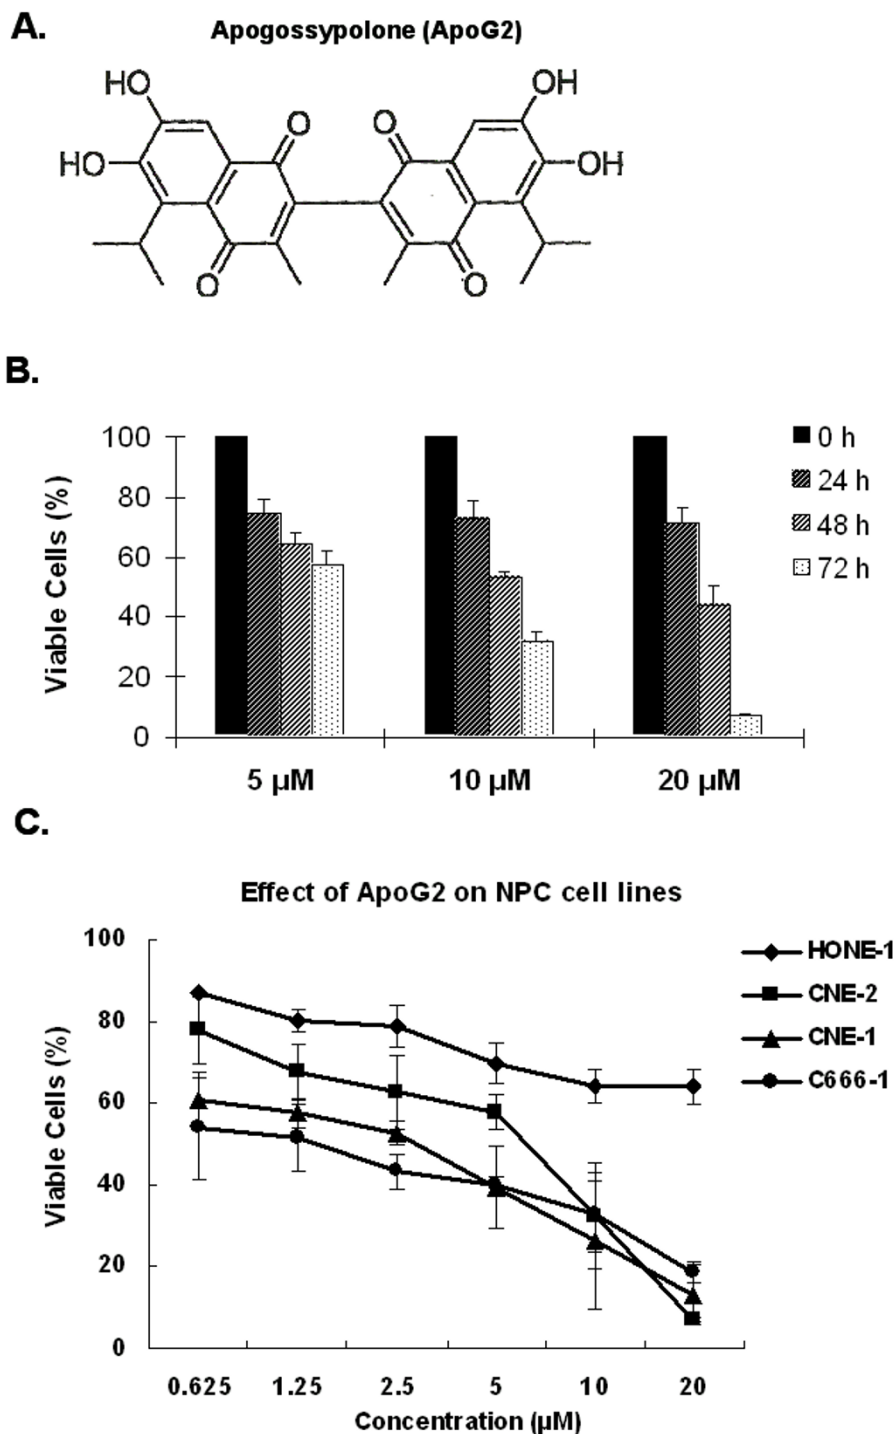 A.
Apogossypolone (ApoG2)
HO
O
O
OH
HO
OH
O
O
B.
Viable Cells (%)
100
80
60
40
20
0
5 µM
10 µM
20 µM
0 h
24 h
48 h
72 h
C.
Effect of ApoG2 on NPC cell lines
Viable Cells (%)
100
80
60
40
20
0
0.625
1.25
2.5
5
10
20
Concentration (µM)
HONE-1
CNE-2
CNE-1
C666-1